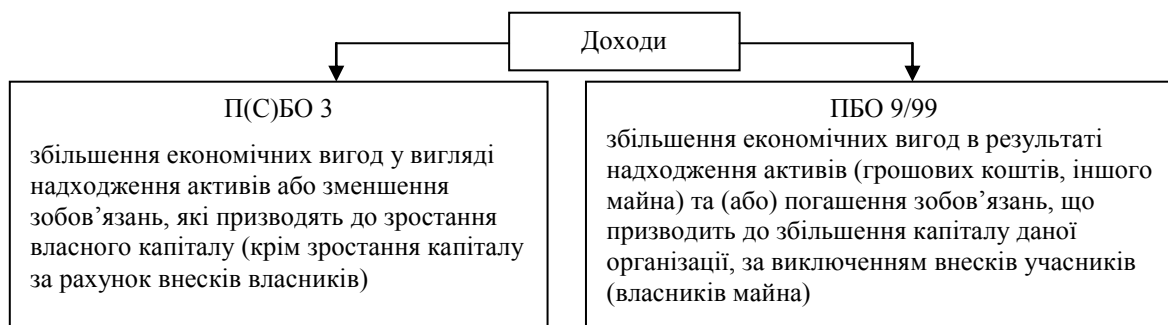 Доходи
П(С)БО 3
збільшення економічних вигод у вигляді
надходження активів або зменшення
зобов’язань, які призводять до зростання
власного капіталу (крім зростання капіталу
за рахунок внесків власників)
ПБО 9/99
збільшення економічних вигод в результаті
надходження активів (грошових коштів, іншого
майна) та (або) погашення зобов’язань, що
призводить до збільшення капіталу даної
організації, за виключенням внесків учасників
(власників майна)